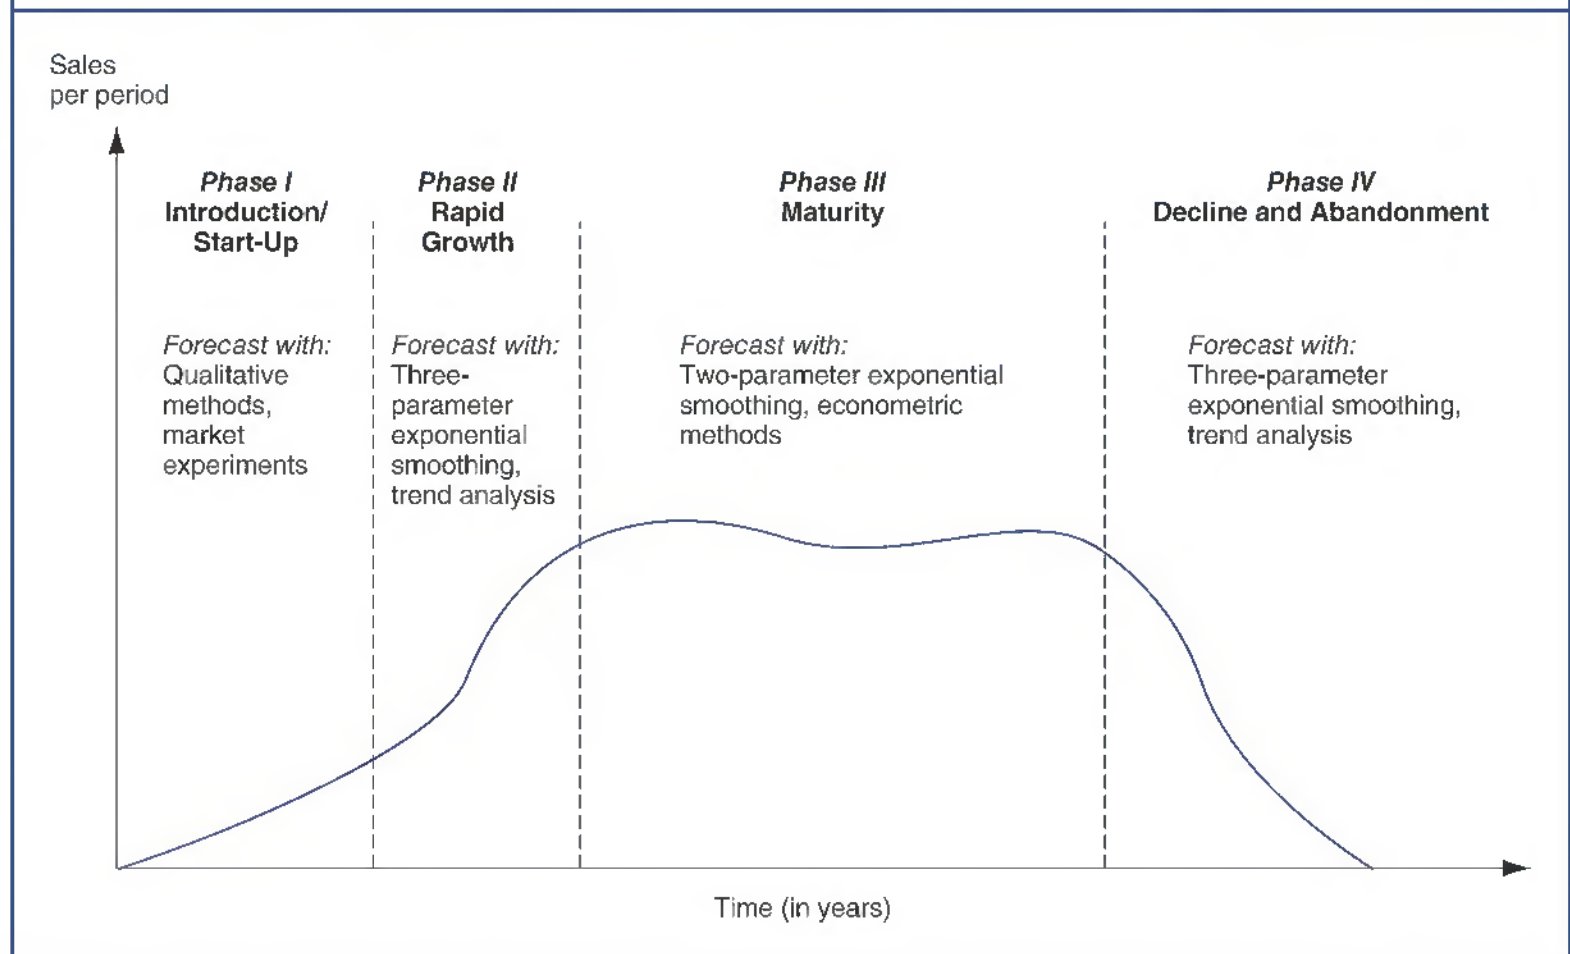 Sales
per period
Phase I
Introduction/
Start-Up
Forecast with:
Qualitative
methods,
market
experiments
Phase II
Rapid
Growth
Forecast with:
Three-
parameter
exponential
smoothing,
trend analysis
Phase III
Maturity
Forecast with:
Two-parameter exponential
smoothing, econometric
methods
Phase IV
Decline and Abandonment
Forecast with:
Three-parameter
exponential smoothing,
trend analysis
Time (in years)